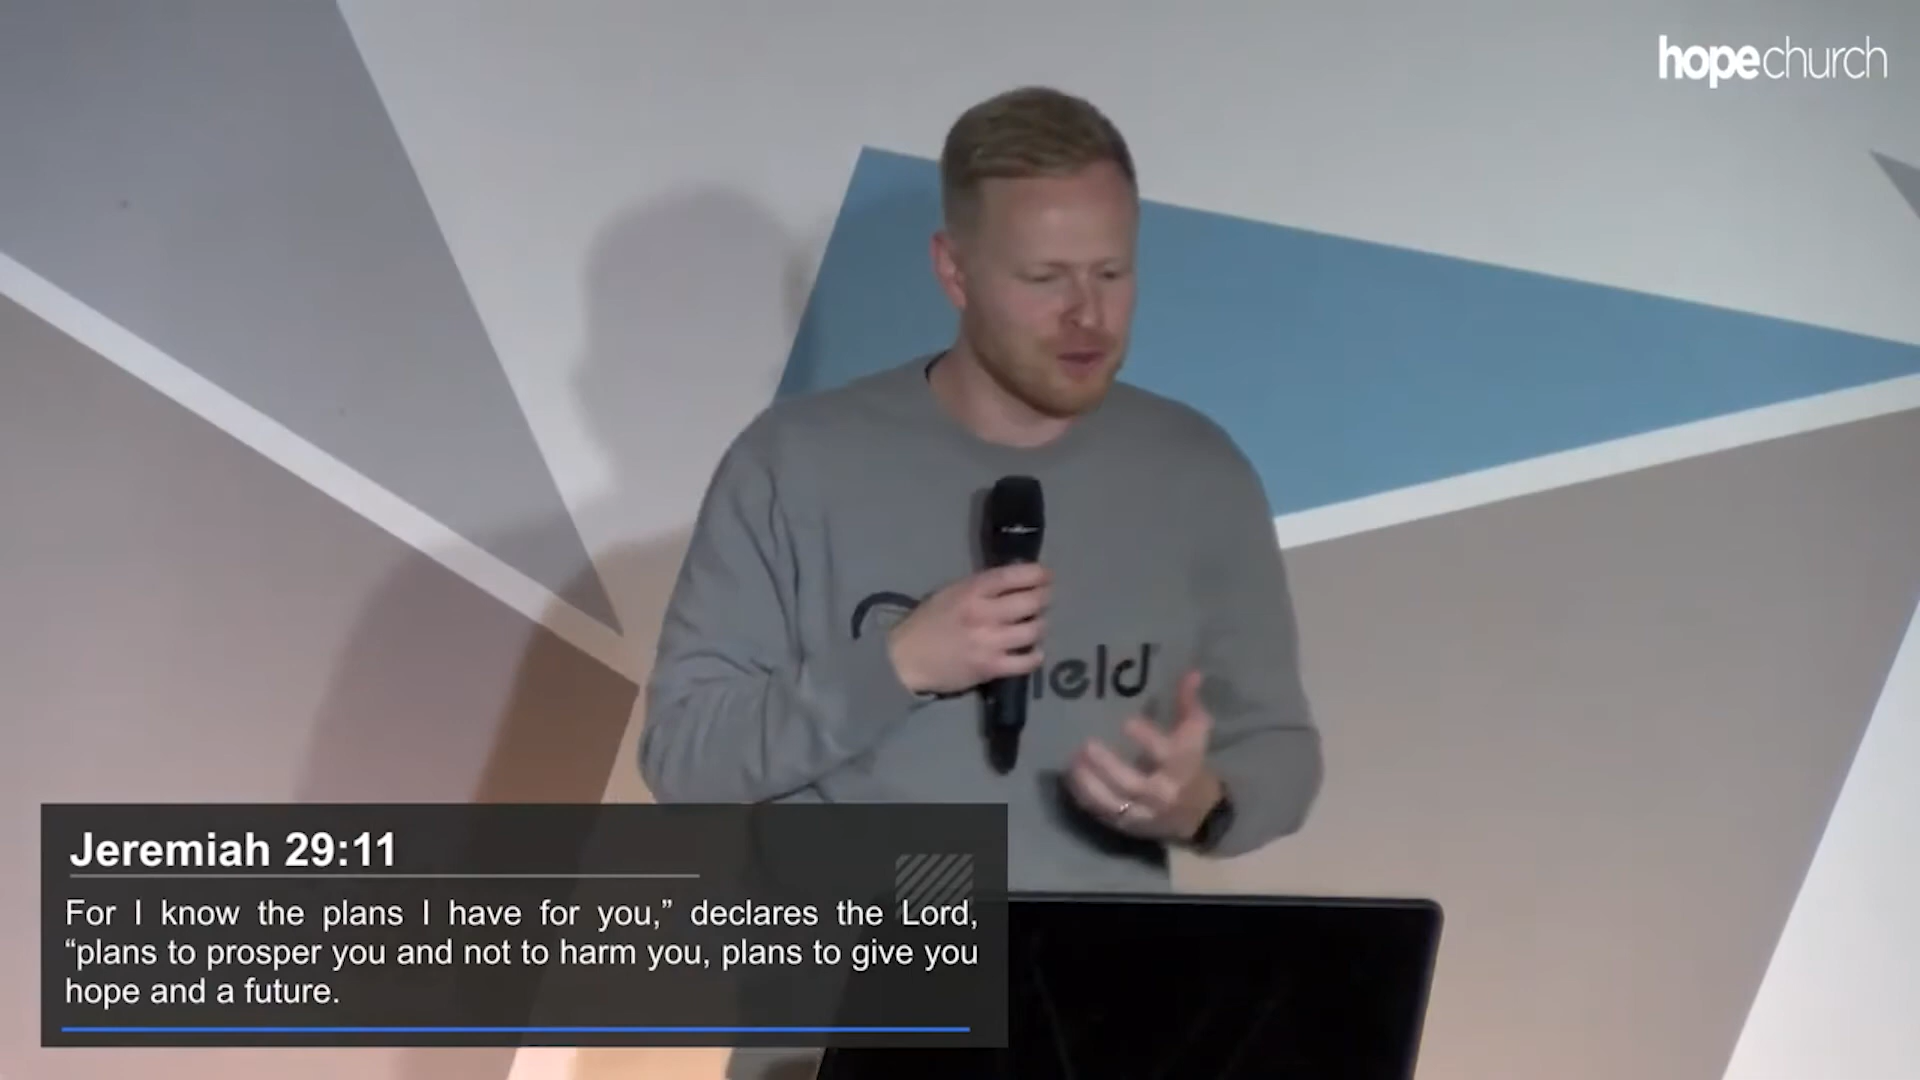 hopechurch
ield
Jeremiah 29:11
For I know the plans I have for you,” declares the Lord,
“plans to prosper you and not to harm you, plans to give you
hope and a future.